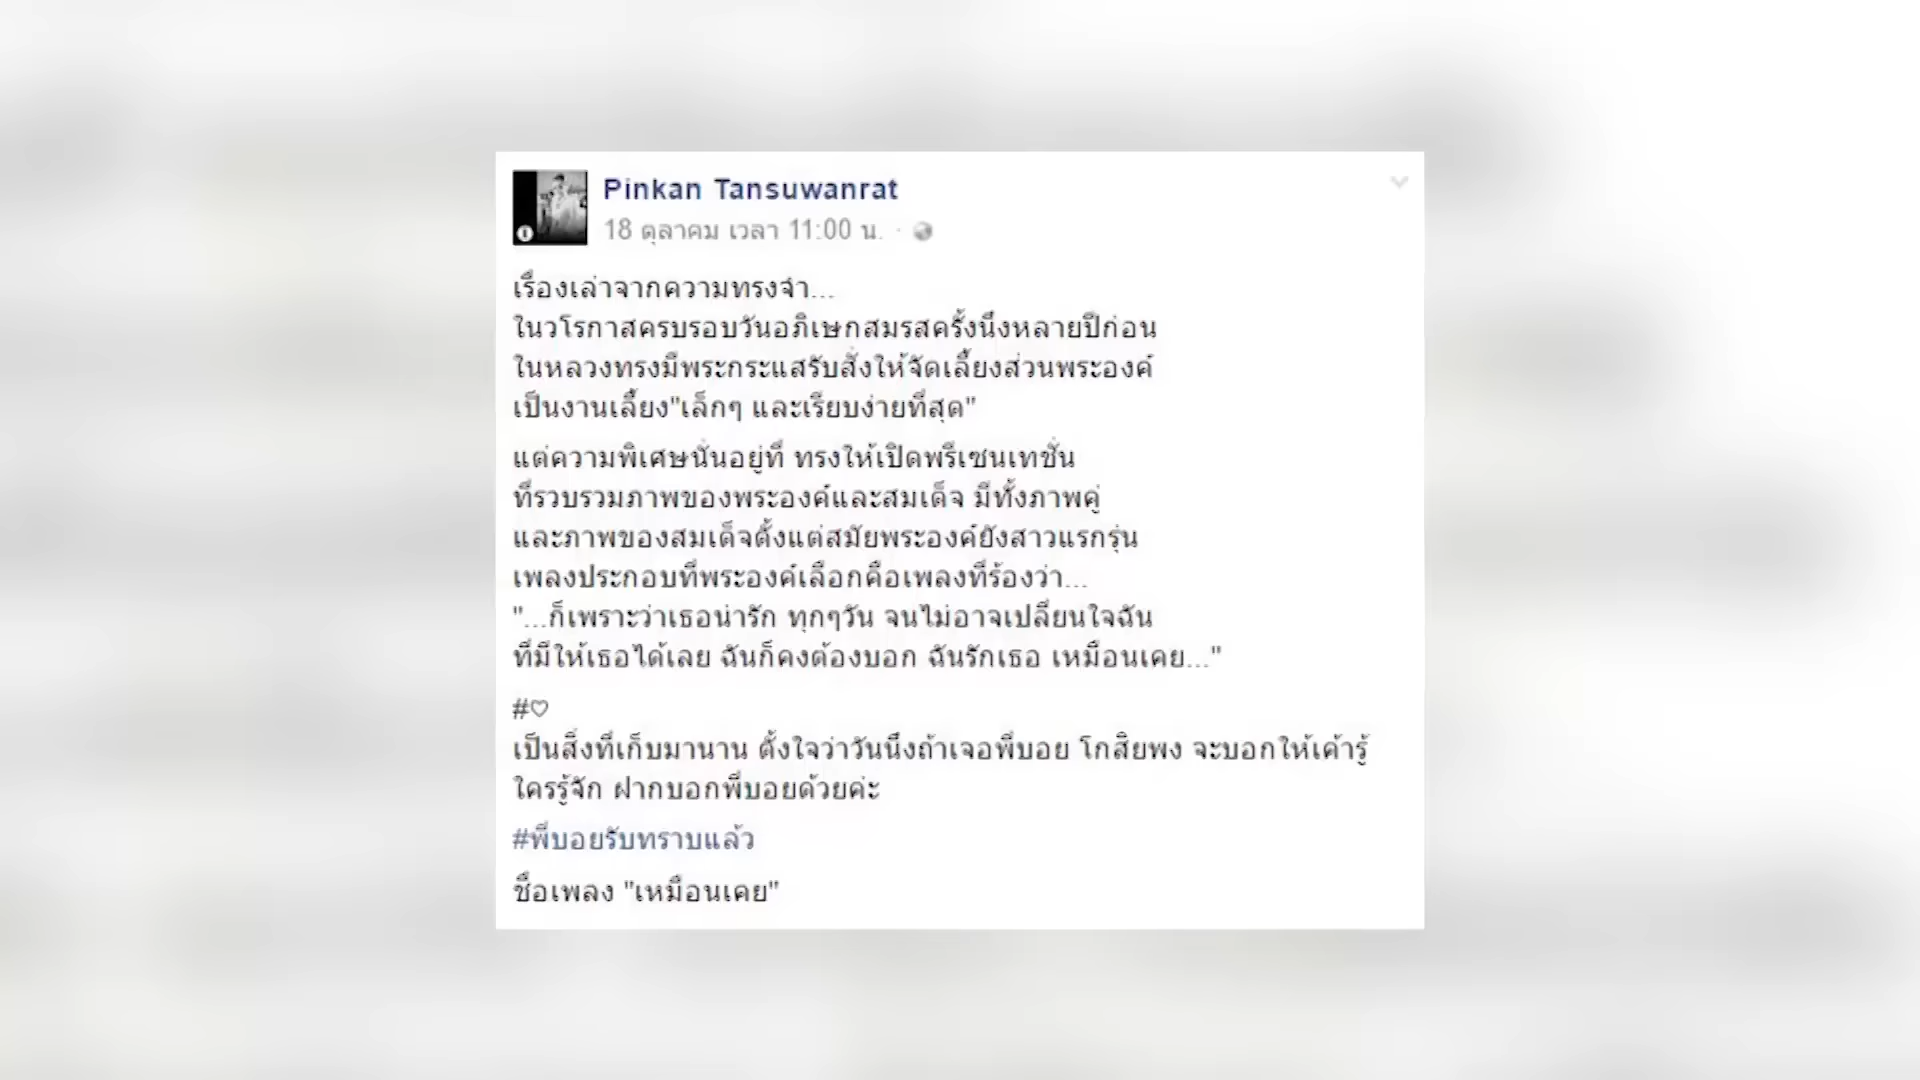 Pinkan Tansuwanrat
18 ตุลาคม เวลา 11:00 น. ·
เรื่องเล่าจากความทรงจำ...
ในวโรกาสครบรอบวันอภิเษกสมรสครั้งนึงหลายปีก่อน
ในหลวงทรงมีพระกระแสรับสั่งให้จัดเลี้ยงส่วนพระองค์
เป็นงานเลี้ยง"เล็กๆ และเรียบง่ายที่สุด"
แต่ความพิเศษนั่นอยู่ที่ ทรงให้เปิดพรีเซนเทชั่น
ที่รวบรวมภาพของพระองค์และสมเด็จ มีทั้งภาพคู่
และภาพของสมเด็จตั้งแต่สมัยพระองค์ยังสาวแรกรุ่น
เพลงประกอบที่พระองค์เลือกคือเพลงที่ร้องว่า...
"...ก็เพราะว่าเธอน่ารัก ทุกๆวัน จนไม่อาจเปลี่ยนใจฉัน
ที่มีให้เธอได้เลย ฉันก็คงต้องบอก ฉันรักเธอ เหมือนเคย..."
#♡
เป็นสิ่งที่เก็บมานาน ตั้งใจว่าวันนึงถ้าเจอพี่บอย โกสิยพง จะบอกให้เค้ารู้
ใครรู้จัก ฝากบอกพี่บอยด้วยค่ะ
#พี่บอยรับทราบแล้ว
ชื่อเพลง "เหมือนเคย"